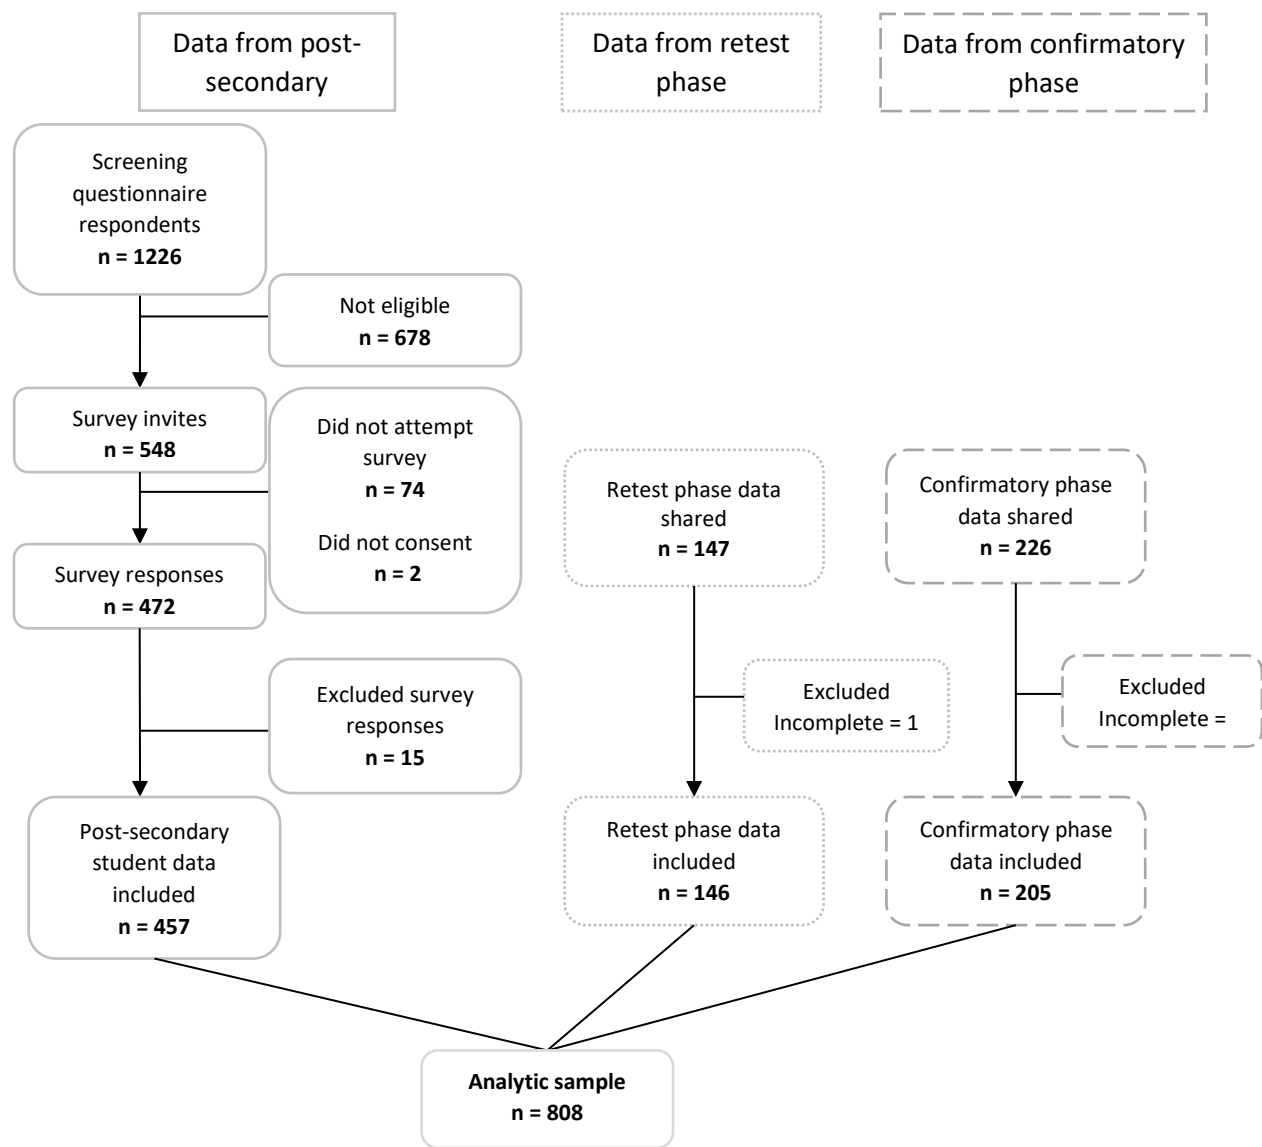 Data from post-
secondary
Data from retest
phase
Data from confirmatory
phase
Screening
questionnaire
respondents
n = 1226
Not eligible
n = 678
Survey invites
n = 548
Did not attempt
survey
n = 74
Did not consent
n = 2
Survey responses
n = 472
Excluded survey
responses
n = 15
Post-secondary
student data
included
n = 457
Retest phase data
shared
n = 147
Excluded
Incomplete = 1
Retest phase data
included
n = 146
Confirmatory phase
data shared
n = 226
Excluded
Incomplete =
Confirmatory phase
data included
n = 205
Analytic sample
n = 808